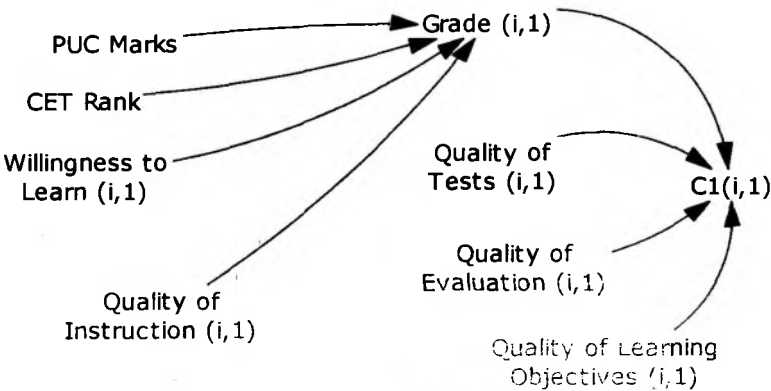 Grade (i,1)
PUC Marks
CET Rank
Willingness to
Learn (i,1)
Quality of
Tests (i,1)
C1(i,1)
Quality of
Evaluation (i,1)
Quality of
Instruction (i,1)
Quality of Learning
Objectives (i,1)